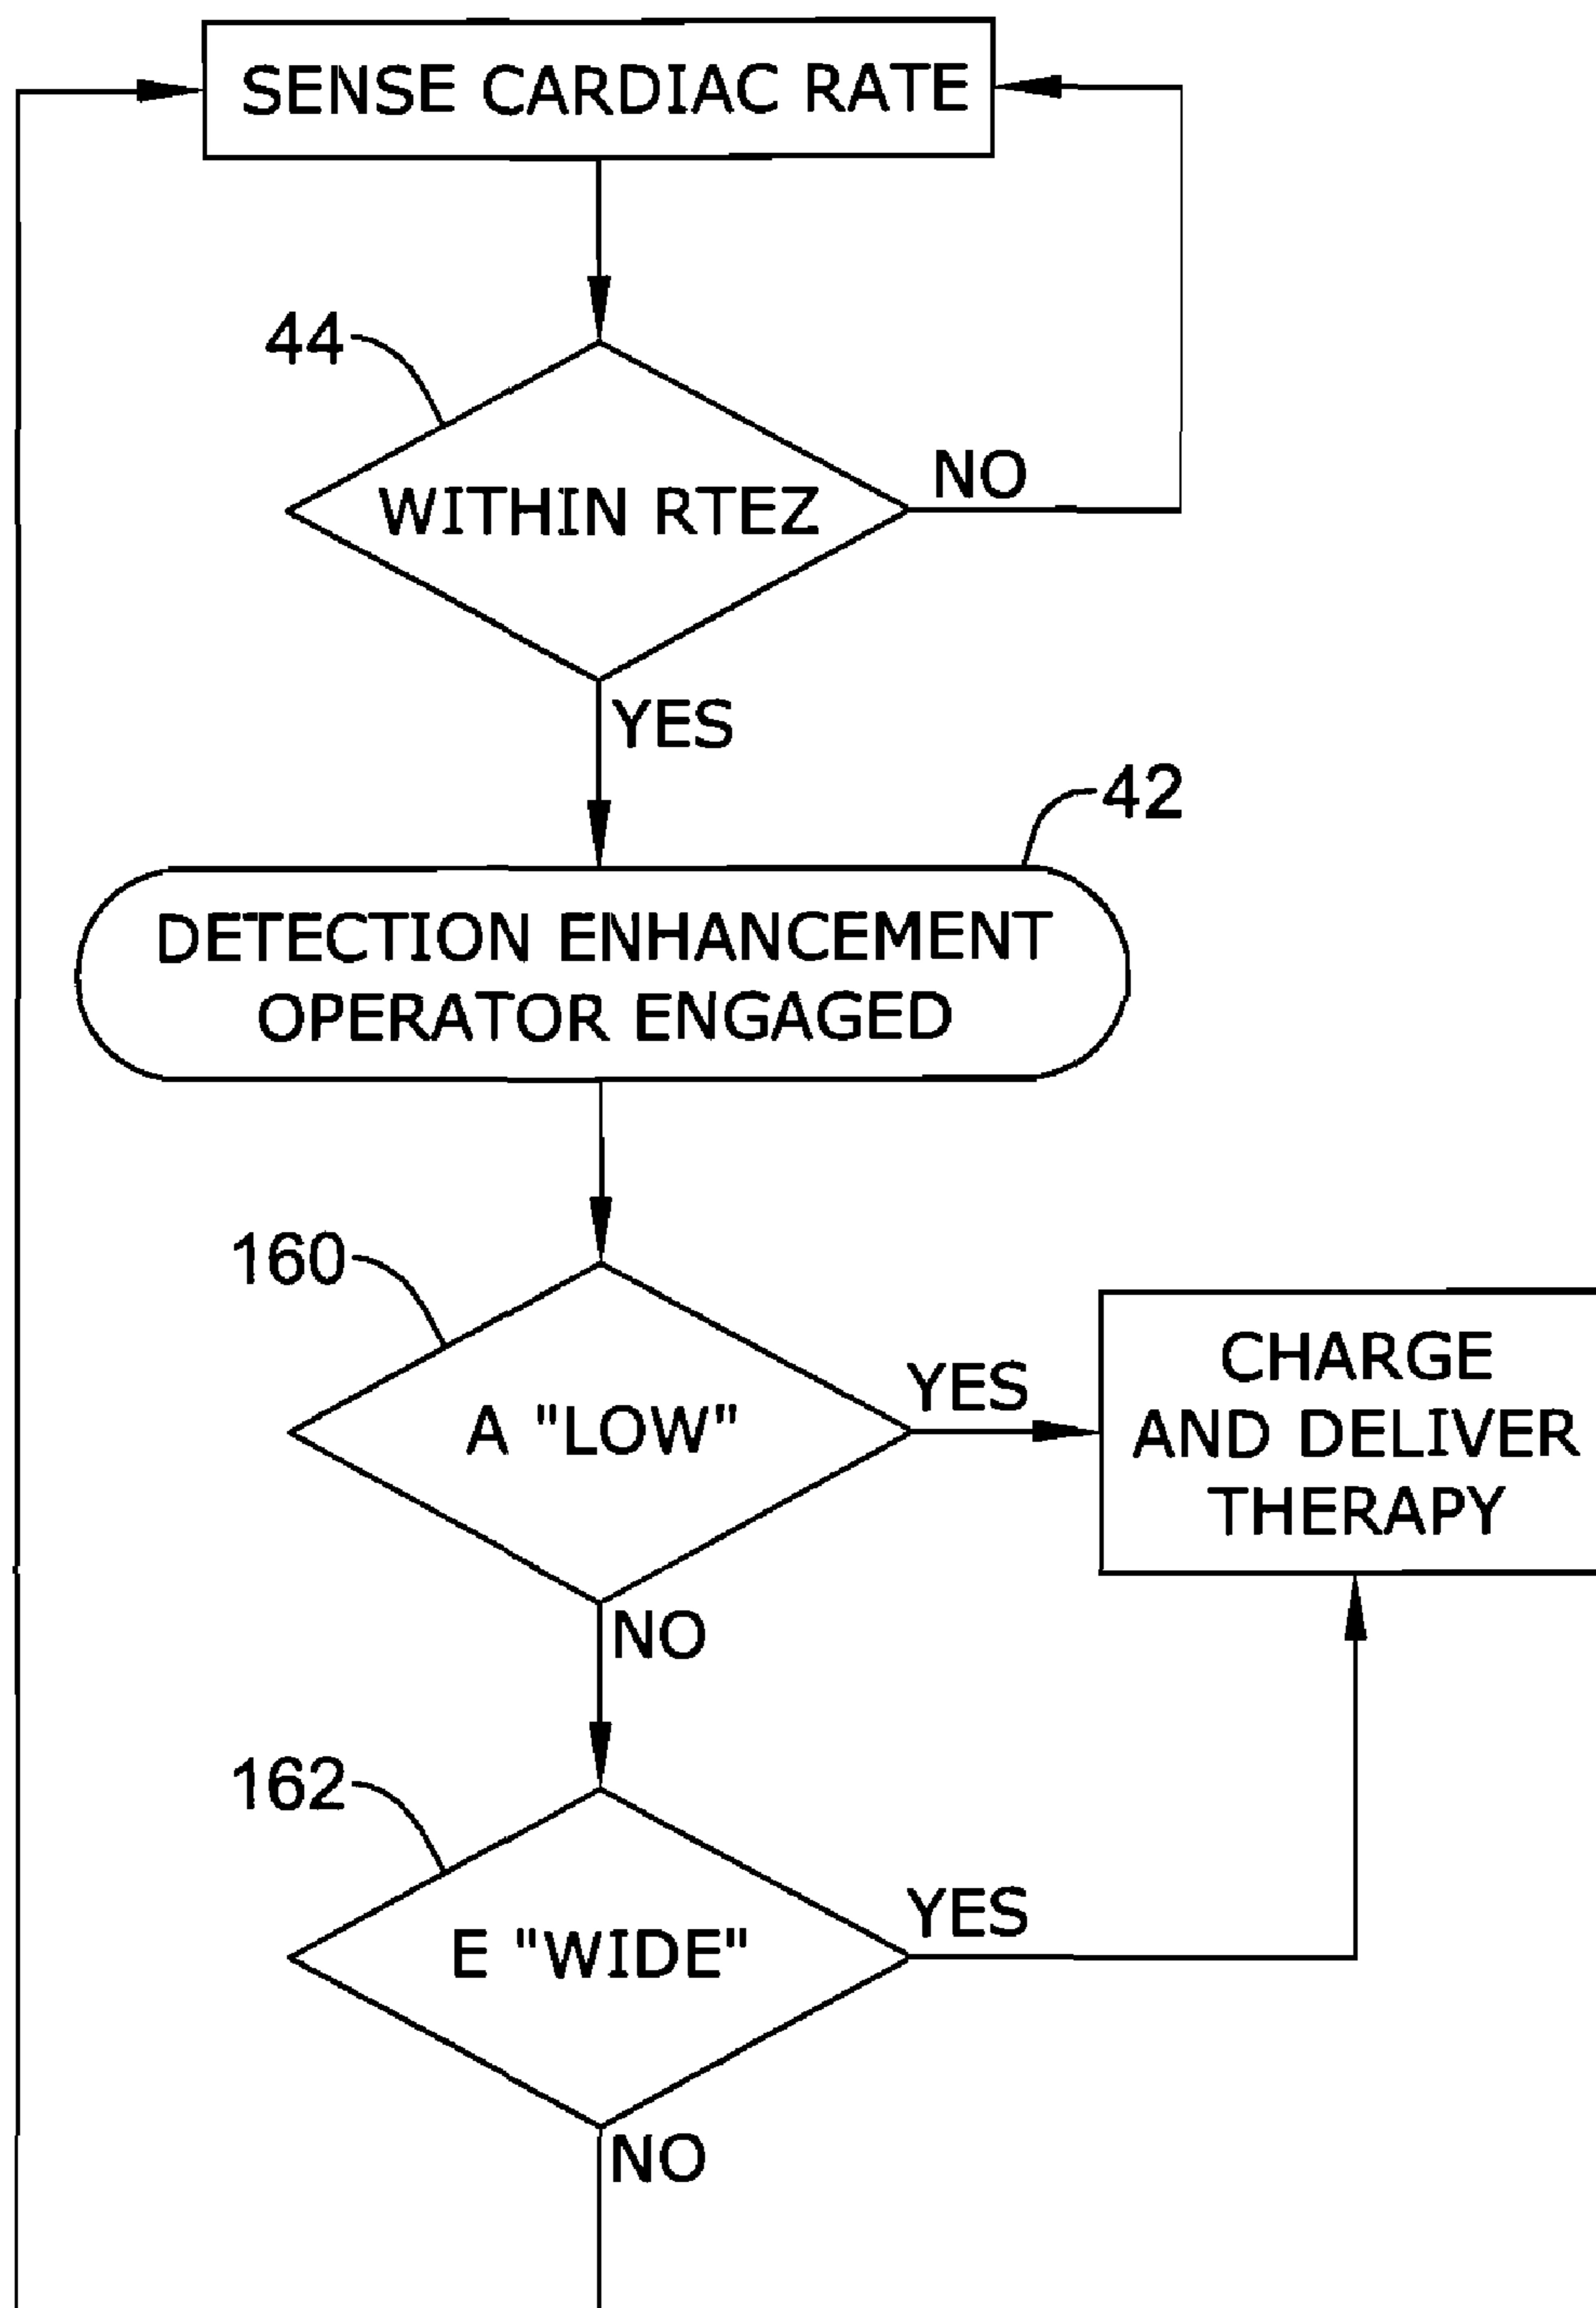 SENSE CARDIAC RATE
44
WITHIN RTEZ
NO
YES
42
DETECTION ENHANCEMENT
OPERATOR ENGAGED
160
A "LOW"
YES
CHARGE
AND DELIVER
THERAPY
NO
162
E "WIDE"
YES
NO